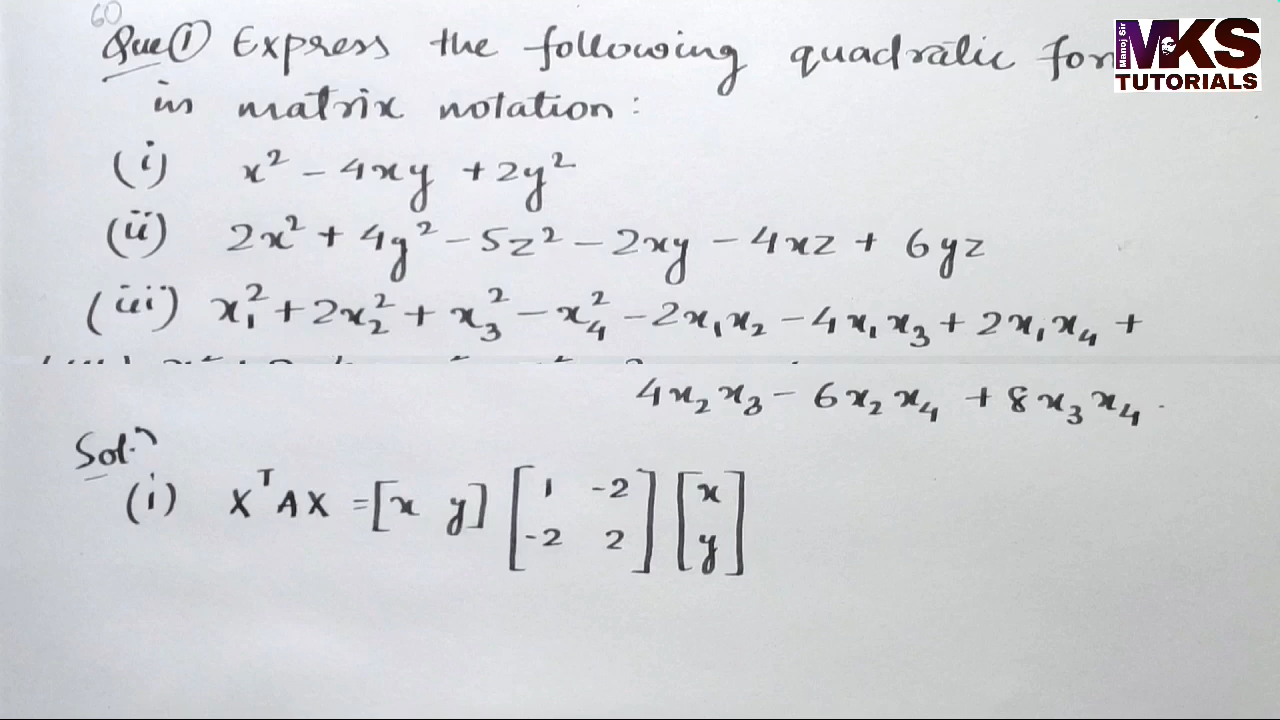 60
Que ① Express the following quadratic for
in matrix notation :
(i) x² - 4xy + 2y²
(ii) 2x² + 4y² - 5z² - 2xy - 4xz + 6yz
(iii) x₁² + 2x₂² + x₃² - x₄² - 2x₁x₂ - 4x₁x₃ + 2x₁x₄ +
4x₂x₃ - 6x₂x₄ + 8x₃x₄ .
Sol.ⁿ
(i) XᵀAX = [x y] [1 -2
-2 2] [x
y]
Manoj Sir
MKS
TUTORIALS